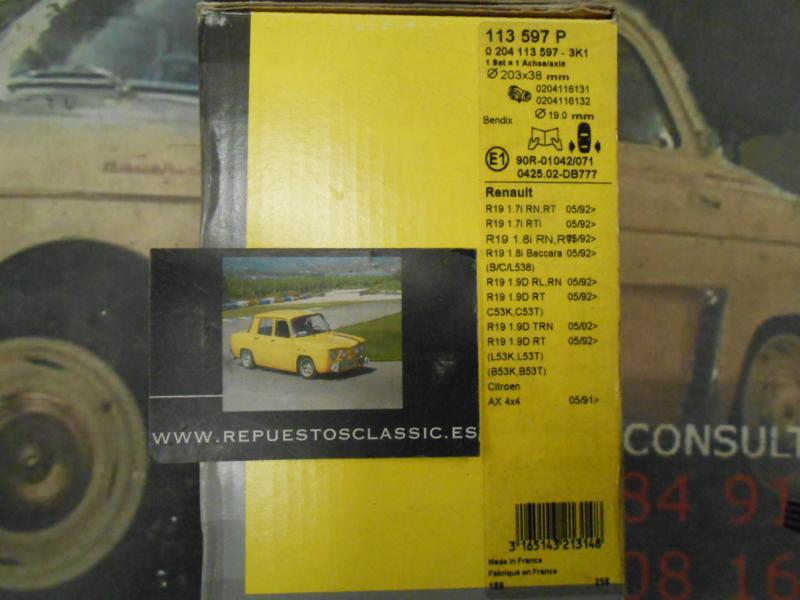 113 597 P
0 204 113 597 - 3K1
1 Set = 1 Achse/axle
Ø 203x38 mm
0204116131
0204116132
Ø 19.0 mm
Bendix
E1 90R-01042/071
0425.02-DB777
Renault
R19 1.7i RN,RT 05/92>
R19 1.7i RTi 05/92>
R19 1.8i RN,RT 05/92>
R19 1.8i Baccara 05/92>
(B/C/L538)
R19 1.9D RL,RN 05/92>
R19 1.9D RT 05/92>
C53K,C53T)
R19 1.9D TRN 05/92>
R19 1.9D RT 05/92>
(L53K,L53T)
(B53K,B53T)
Citroen
AX 4x4 05/91>
WWW.REPUESTOSCLASSIC.ES
CONSULT
84 91
08 16
3 165143 213148
Made in France
Fabriqué en France
188 258